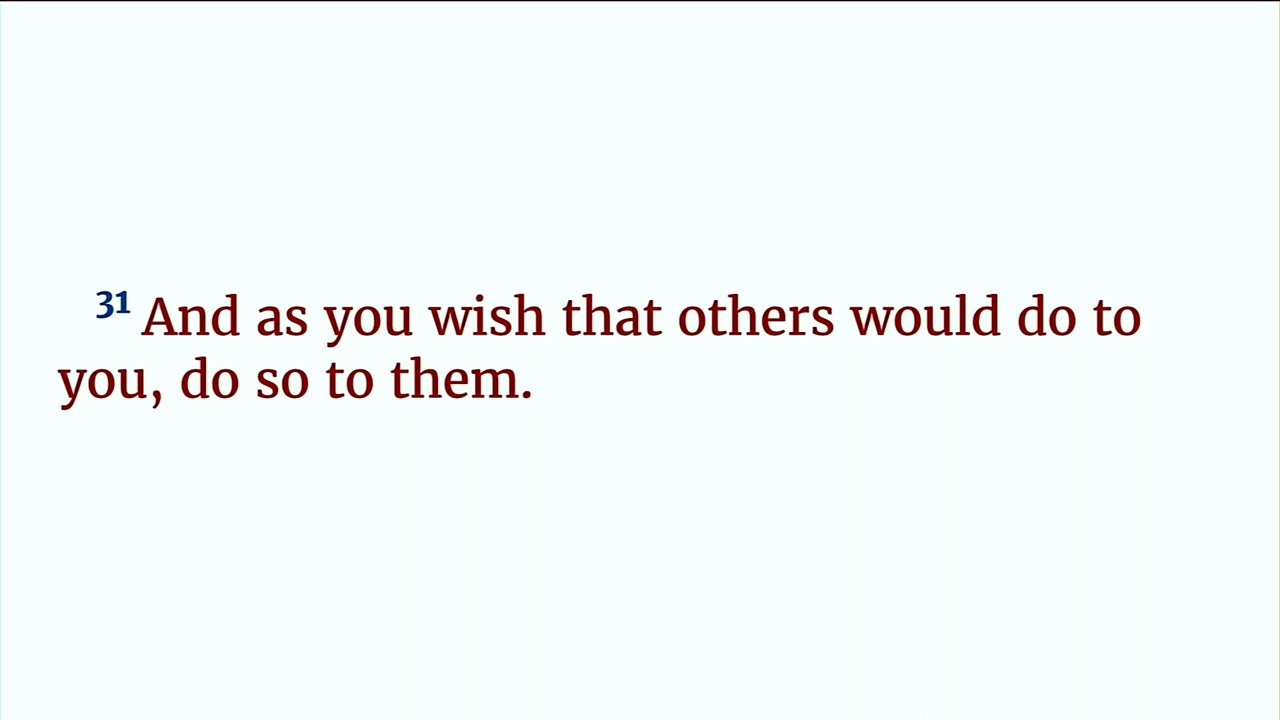 31 And as you wish that others would do to
you, do so to them.